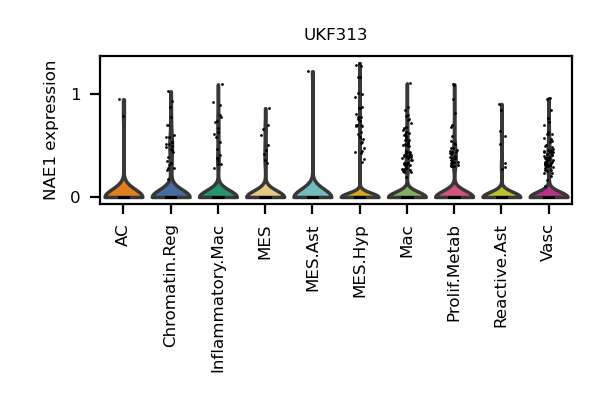 UKF313
NAE1 expression
1
0
AC
Chromatin.Reg
Inflammatory.Mac
MES
MES.Ast
MES.Hyp
Mac
Prolif.Metab
Reactive.Ast
Vasc